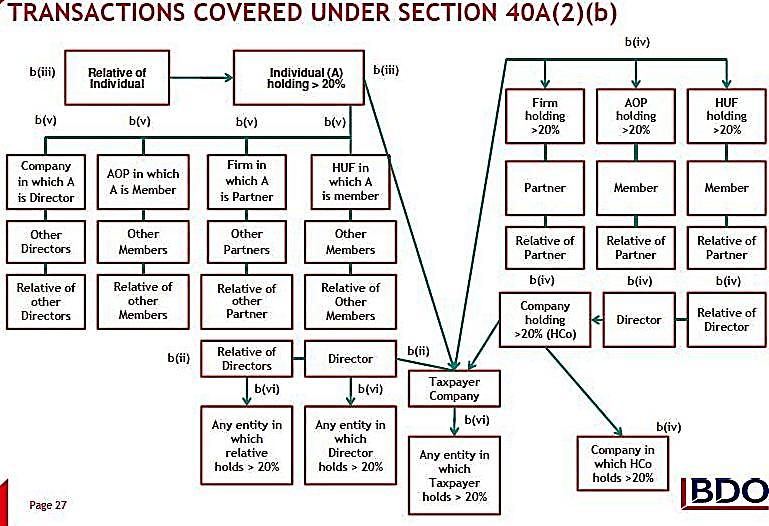 TRANSACTIONS COVERED UNDER SECTION 40A(2)(b)
b(iv)
b(iii)
Relative of
Individual
Individual (A)
holding > 20%
b(iii)
Firm
holding
>20%
AOP
holding
>20%
HUF
holding
>20%
b(v)
b(v)
b(v)
b(v)
Company
in which A
is Director
AOP in which
A is Member
Firm in
which A
is Partner
HUF in
which A
is member
Partner
Member
Member
Other
Directors
Other
Members
Other
Partners
Other
Members
Relative of
Partner
Relative of
Partner
Relative of
Partner
Relative of
other
Directors
Relative of
other
Members
Relative of
other
Partner
Relative of
Other
Members
b(iv)
b(iv)
b(iv)
Company
holding
>20% (HCo)
Director
Relative of
Director
b(ii)
Relative of
Directors
Director
b(ii)
Taxpayer
Company
b(vi)
b(vi)
b(vi)
b(iv)
Any entity in
which
relative
holds > 20%
Any entity in
which
Director
holds > 20%
Any entity in
which
Taxpayer
holds > 20%
Company in
which HCo
holds >20%
Page 27
BDO